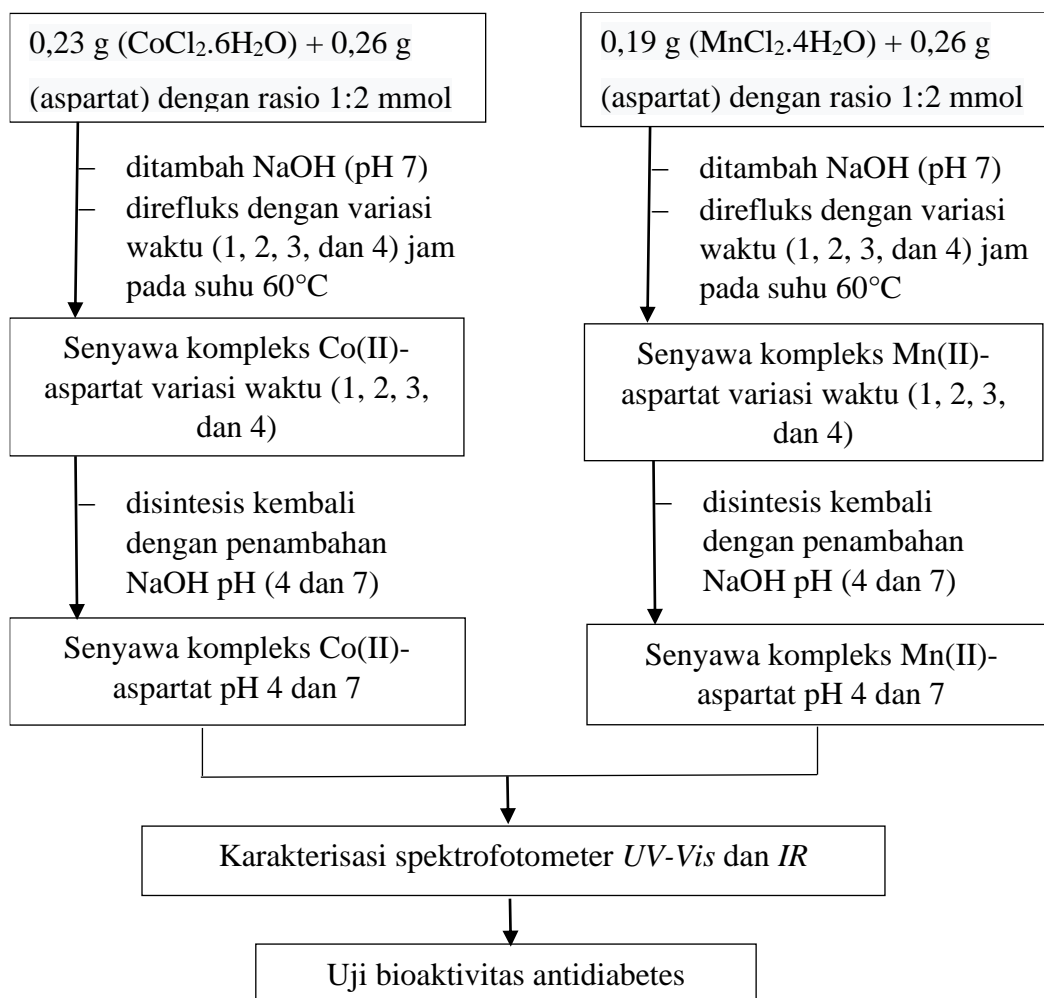 0,23 g (CoCl₂.6H₂O) + 0,26 g
(aspartat) dengan rasio 1:2 mmol
– ditambah NaOH (pH 7)
– direfluks dengan variasi
waktu (1, 2, 3, dan 4) jam
pada suhu 60°C
Senyawa kompleks Co(II)-
aspartat variasi waktu (1, 2, 3,
dan 4)
– disintesis kembali
dengan penambahan
NaOH pH (4 dan 7)
Senyawa kompleks Co(II)-
aspartat pH 4 dan 7
0,19 g (MnCl₂.4H₂O) + 0,26 g
(aspartat) dengan rasio 1:2 mmol
– ditambah NaOH (pH 7)
– direfluks dengan variasi
waktu (1, 2, 3, dan 4) jam
pada suhu 60°C
Senyawa kompleks Mn(II)-
aspartat variasi waktu (1, 2, 3,
dan 4)
– disintesis kembali
dengan penambahan
NaOH pH (4 dan 7)
Senyawa kompleks Mn(II)-
aspartat pH 4 dan 7
Karakterisasi spektrofotometer UV-Vis dan IR
Uji bioaktivitas antidiabetes